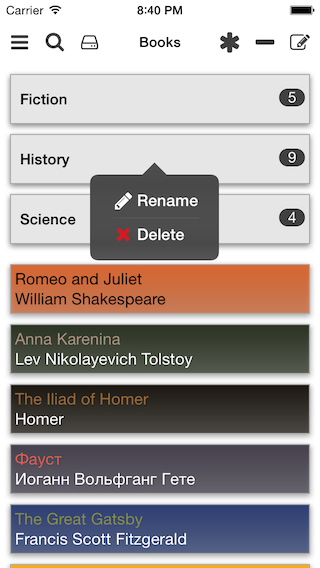 Carrier 8:40 PM
Books
Fiction 5
History 9
Rename
Science 4
Delete
Romeo and Juliet
William Shakespeare
Anna Karenina
Lev Nikolayevich Tolstoy
The Iliad of Homer
Homer
Фауст
Иоганн Вольфганг Гете
The Great Gatsby
Francis Scott Fitzgerald